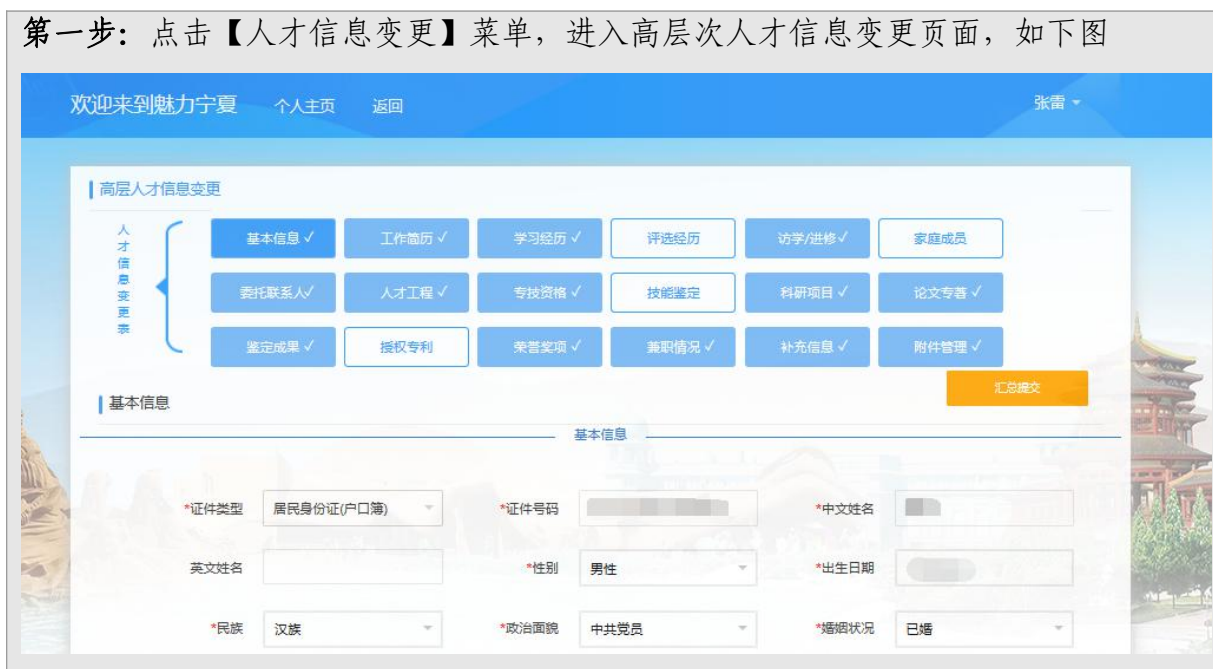 第一步：点击【人才信息变更】菜单，进入高层次人才信息变更页面，如下图
欢迎来到魅力宁夏 个人主页 返回 张雷
高层人才信息变更
人才信息变更表
基本信息 ✓ 工作简历 ✓ 学习经历 ✓ 评选经历 访学/进修✓ 家庭成员
委托联系人✓ 人才工程 ✓ 专技资格 ✓ 技能鉴定 科研项目 ✓ 论文专著 ✓
鉴定成果 ✓ 授权专利 荣誉奖项 ✓ 兼职情况 ✓ 补充信息 ✓ 附件管理 ✓
汇总提交
基本信息
基本信息
*证件类型 居民身份证(户口簿) *证件号码 *中文姓名
英文姓名 *性别 男性 *出生日期
*民族 汉族 *政治面貌 中共党员 *婚姻状况 已婚